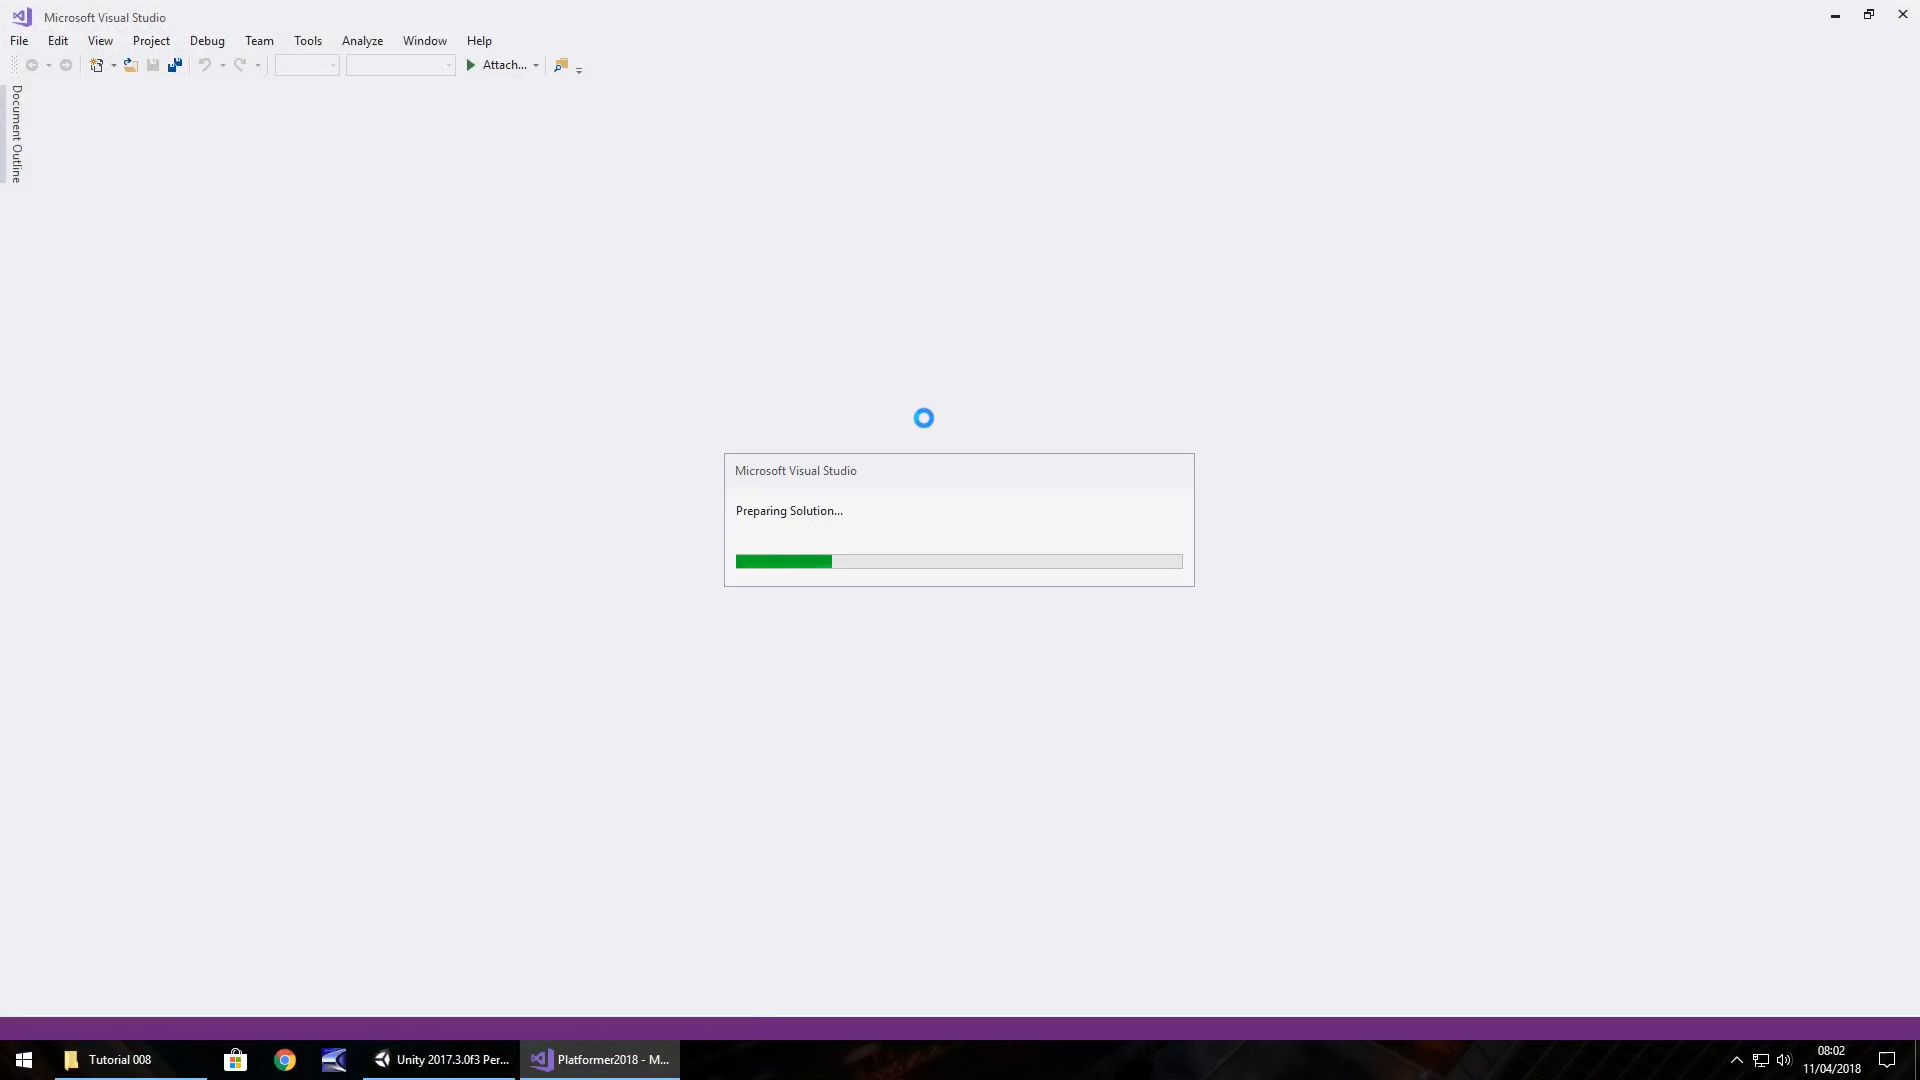 Microsoft Visual Studio
File Edit View Project Debug Team Tools Analyze Window Help
Attach...
Document Outline
Microsoft Visual Studio
Preparing Solution...
Tutorial 008
Unity 2017.3.0f3 Per...
Platformer2018 - M...
08:02
11/04/2018